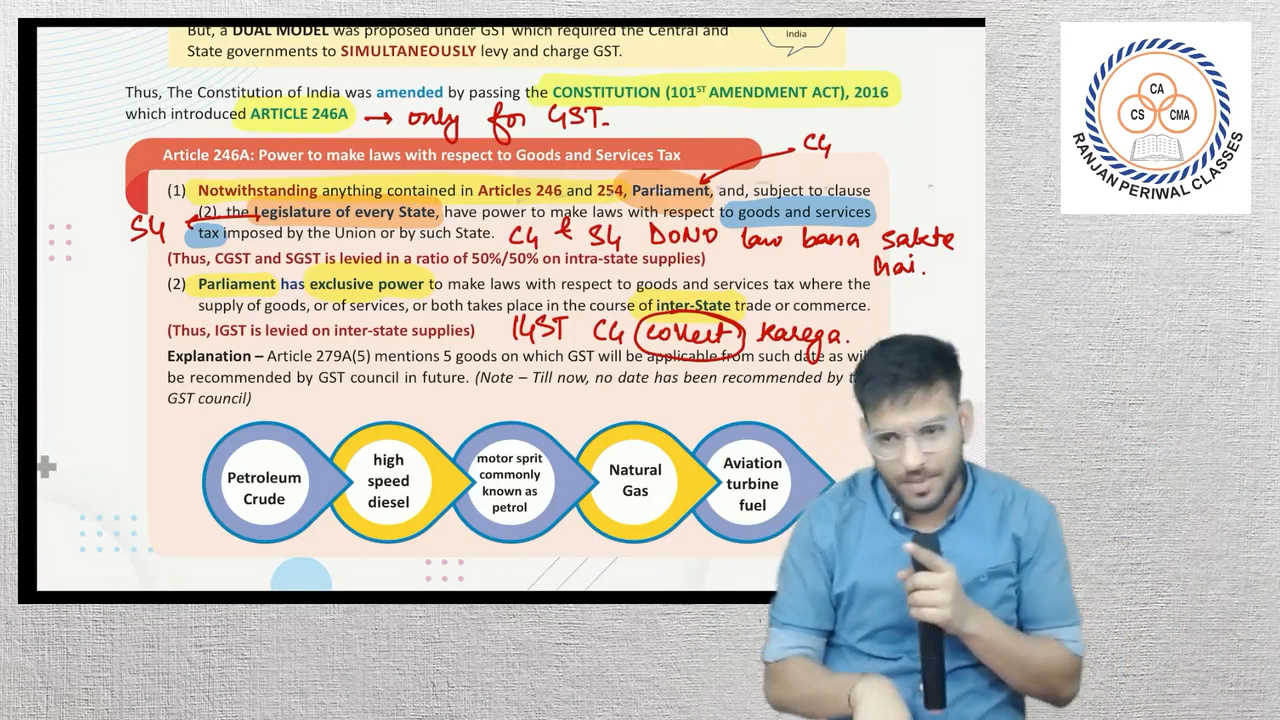 But, a DUAL MODEL was proposed under GST which required the Central and
State governments SIMULTANEOUSLY levy and charge GST.
India
Thus, The Constitution of India was amended by passing the CONSTITUTION (101ST AMENDMENT ACT), 2016
which introduced ARTICLE 246A → only for GST.
Article 246A: Power to make laws with respect to Goods and Services Tax
CG
(1) Notwithstanding anything contained in Articles 246 and 254, Parliament, and, subject to clause
(2), the Legislature of every State, have power to make laws with respect to goods and services
SG
tax imposed by the Union or by such State.
CG & SG DONO law bana sakte
hai.
(Thus, CGST and SGST is levied in a ratio of 50%/50% on intra-state supplies)
(2) Parliament has exclusive power to make laws with respect to goods and services tax where the
supply of goods, or of services, or both takes place in the course of inter-State trade or commerce.
(Thus, IGST is levied on inter-state supplies)
IGST CG collect karega.
Explanation – Article 279A(5) mentions 5 goods on which GST will be applicable from such date as will
be recommended by GST council in future. (Note – Till now, no date has been recommended by
GST council)
Petroleum
Crude
high
speed
diesel
motor sprit
commonly
known as
petrol
Natural
Gas
Aviation
turbine
fuel
CA
CS CMA
RANJAN PERIWAL CLASSES